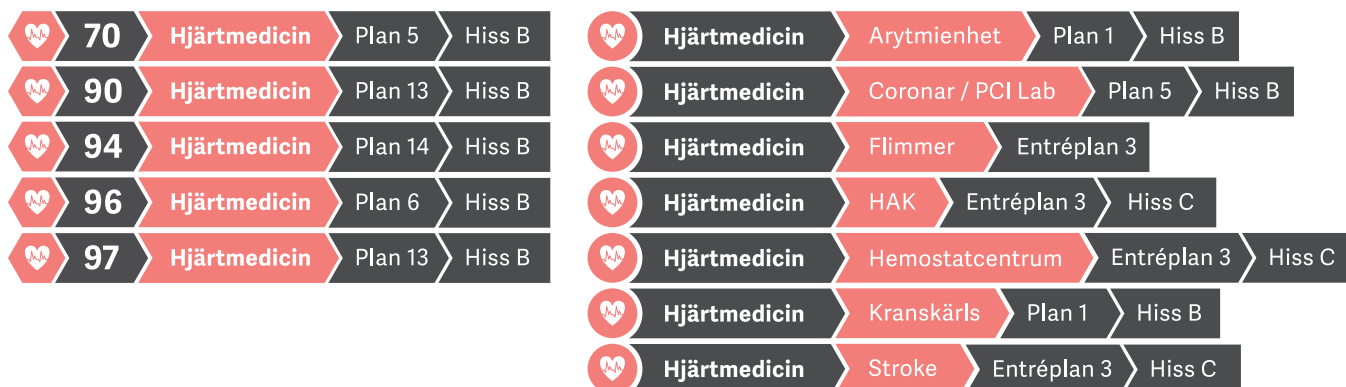 70 Hjärtmedicin Plan 5 Hiss B
90 Hjärtmedicin Plan 13 Hiss B
94 Hjärtmedicin Plan 14 Hiss B
96 Hjärtmedicin Plan 6 Hiss B
97 Hjärtmedicin Plan 13 Hiss B
Hjärtmedicin Arytmienhet Plan 1 Hiss B
Hjärtmedicin Coronar / PCI Lab Plan 5 Hiss B
Hjärtmedicin Flimmer Entréplan 3
Hjärtmedicin HAK Entréplan 3 Hiss C
Hjärtmedicin Hemostatcentrum Entréplan 3 Hiss C
Hjärtmedicin Kranskärls Plan 1 Hiss B
Hjärtmedicin Stroke Entréplan 3 Hiss C